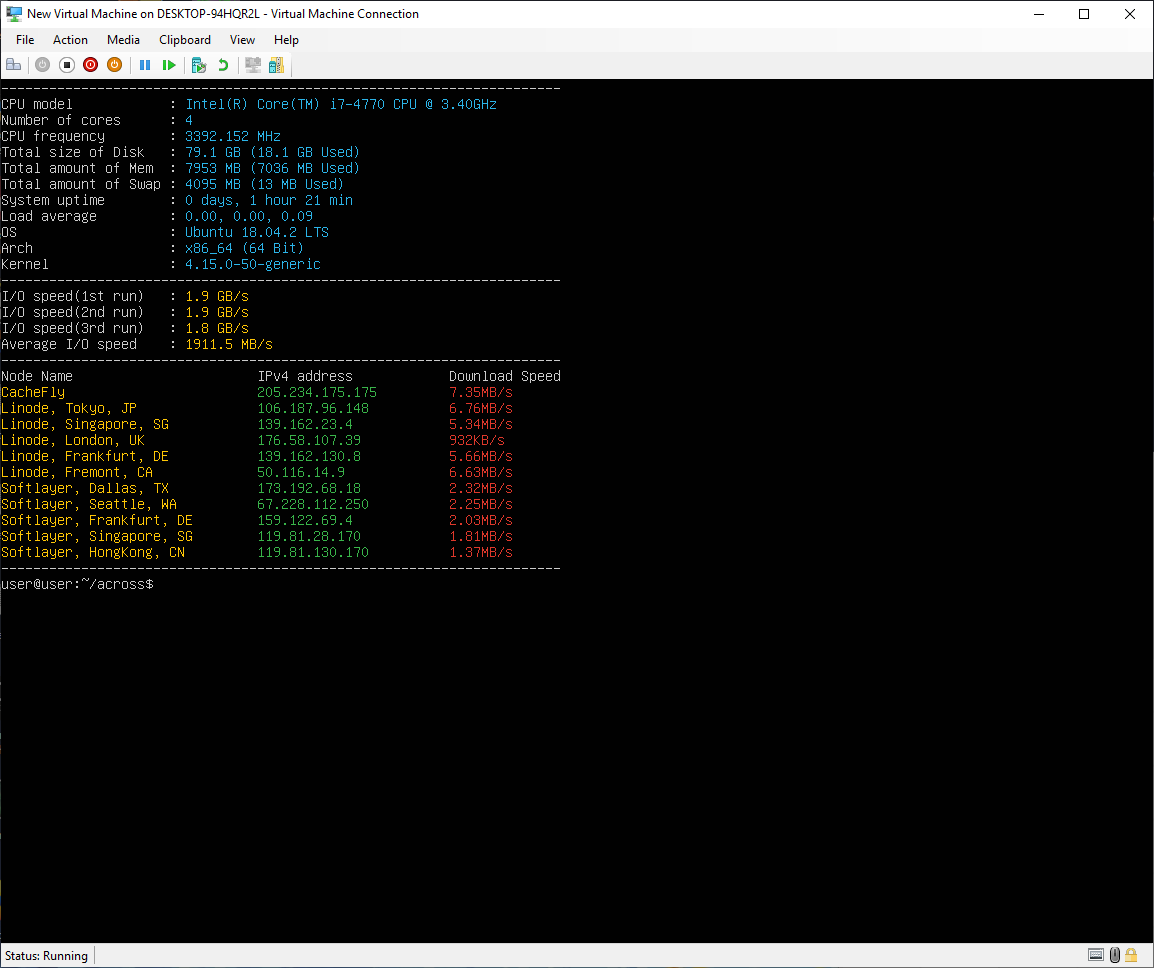 New Virtual Machine on DESKTOP-94HQR2L - Virtual Machine Connection
File Action Media Clipboard View Help
----------------------------------------------------------------------
CPU model            : Intel(R) Core(TM) i7-4770 CPU @ 3.40GHz
Number of cores      : 4
CPU frequency        : 3392.152 MHz
Total size of Disk   : 79.1 GB (18.1 GB Used)
Total amount of Mem  : 7953 MB (7036 MB Used)
Total amount of Swap : 4095 MB (13 MB Used)
System uptime        : 0 days, 1 hour 21 min
Load average         : 0.00, 0.00, 0.09
OS                   : Ubuntu 18.04.2 LTS
Arch                 : x86_64 (64 Bit)
Kernel               : 4.15.0-50-generic
----------------------------------------------------------------------
I/O speed(1st run)   : 1.9 GB/s
I/O speed(2nd run)   : 1.9 GB/s
I/O speed(3rd run)   : 1.8 GB/s
Average I/O speed    : 1911.5 MB/s
----------------------------------------------------------------------
Node Name                       IPv4 address            Download Speed
CacheFly                        205.234.175.175         7.35MB/s
Linode, Tokyo, JP               106.187.96.148          6.76MB/s
Linode, Singapore, SG           139.162.23.4            5.34MB/s
Linode, London, UK              176.58.107.39           932KB/s
Linode, Frankfurt, DE           139.162.130.8           5.66MB/s
Linode, Fremont, CA             50.116.14.9             6.63MB/s
Softlayer, Dallas, TX           173.192.68.18           2.32MB/s
Softlayer, Seattle, WA          67.228.112.250          2.25MB/s
Softlayer, Frankfurt, DE        159.122.69.4            2.03MB/s
Softlayer, Singapore, SG        119.81.28.170           1.81MB/s
Softlayer, HongKong, CN         119.81.130.170          1.37MB/s
----------------------------------------------------------------------
user@user:~/across$
Status: Running